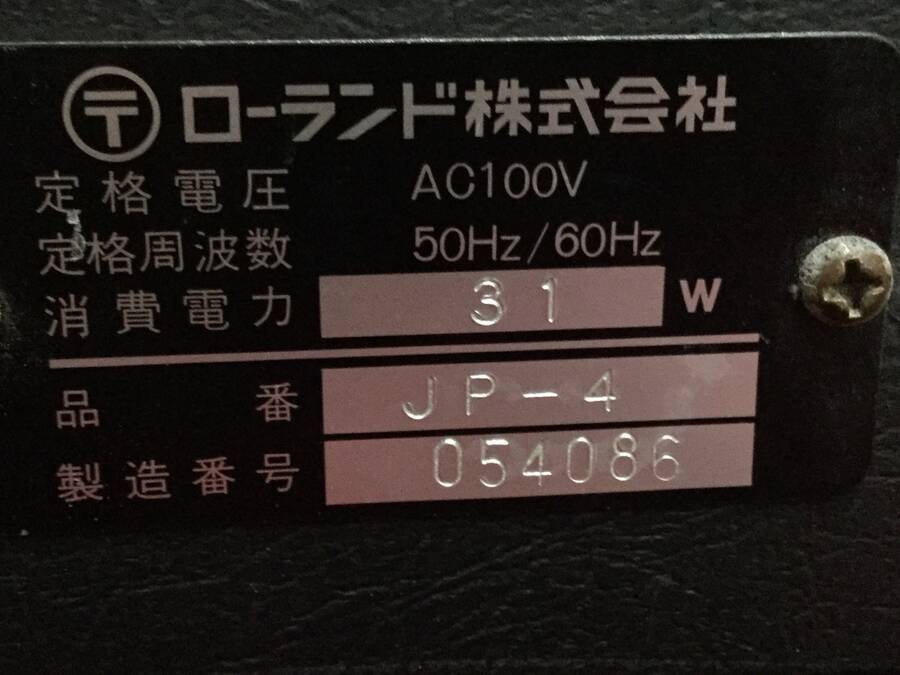 〒 ローランド株式会社
定格電圧 AC100V
定格周波数 50Hz/60Hz
消費電力 31 W
品番 JP-4
製造番号 054086